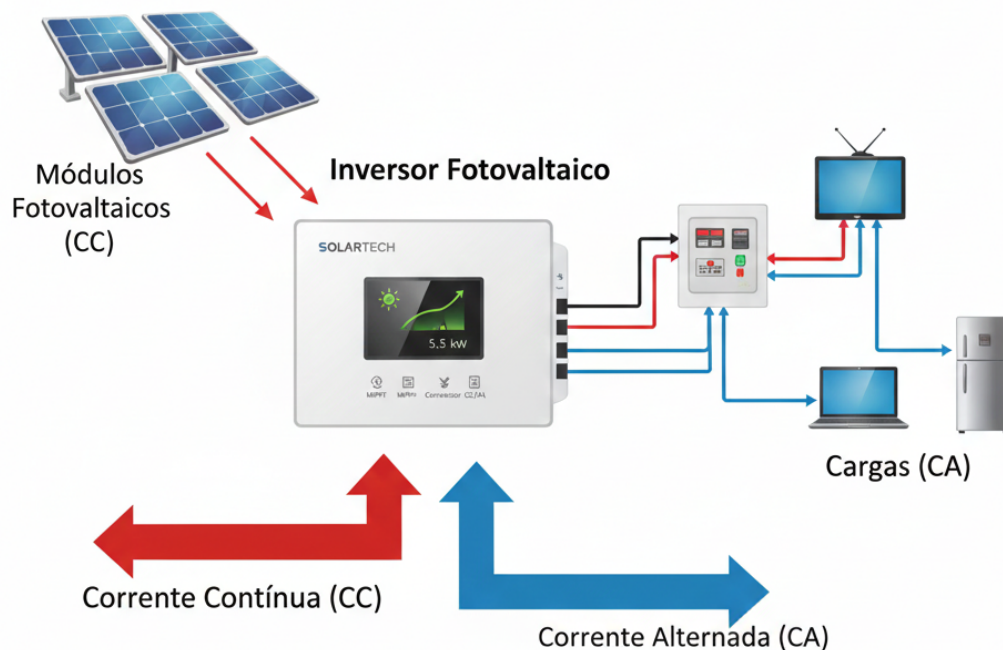 Módulos
Fotovaltaicos
(CC)
Inversor Fotovaltaico
SOLARTECH
5.5 kW
Corrente Contínua (CC)
Corrente Alternada (CA)
Cargas (CA)